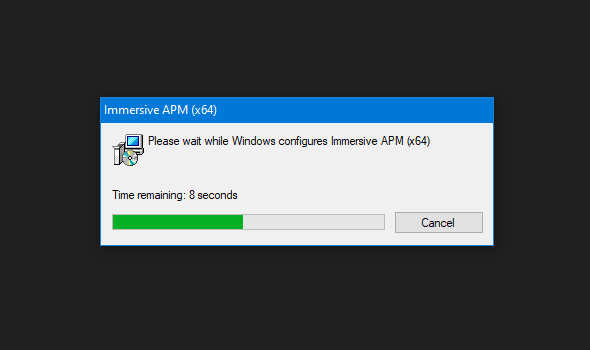 Immersive APM (x64)
Please wait while Windows configures Immersive APM (x64)
Time remaining: 8 seconds
Cancel